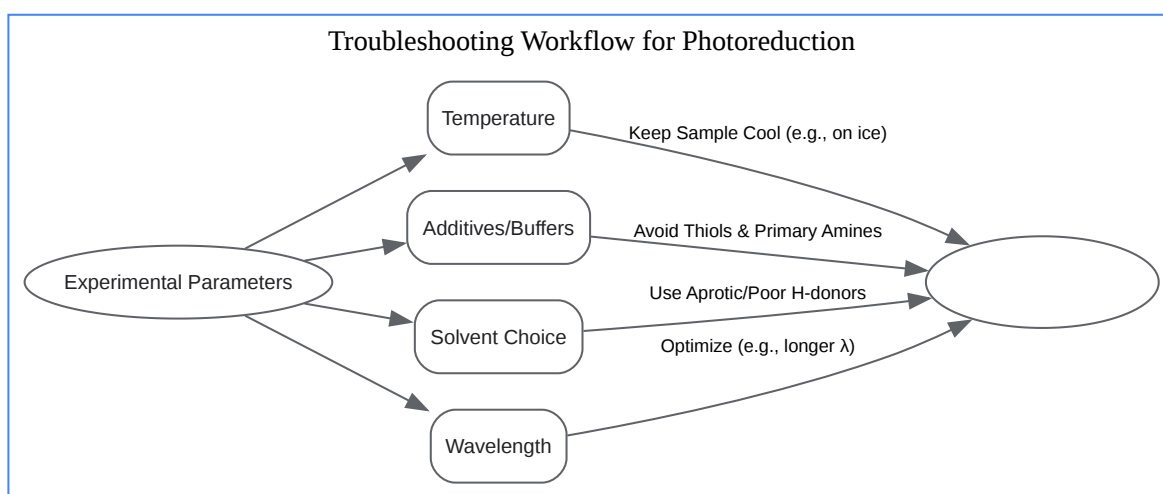 Troubleshooting Workflow for Photoreduction
Temperature
Keep Sample Cool (e.g., on ice)
Additives/Buffers
Avoid Thiols & Primary Amines
Experimental Parameters
Use Aprotic/Poor H-donors
Solvent Choice
Optimize (e.g., longer λ)
Wavelength